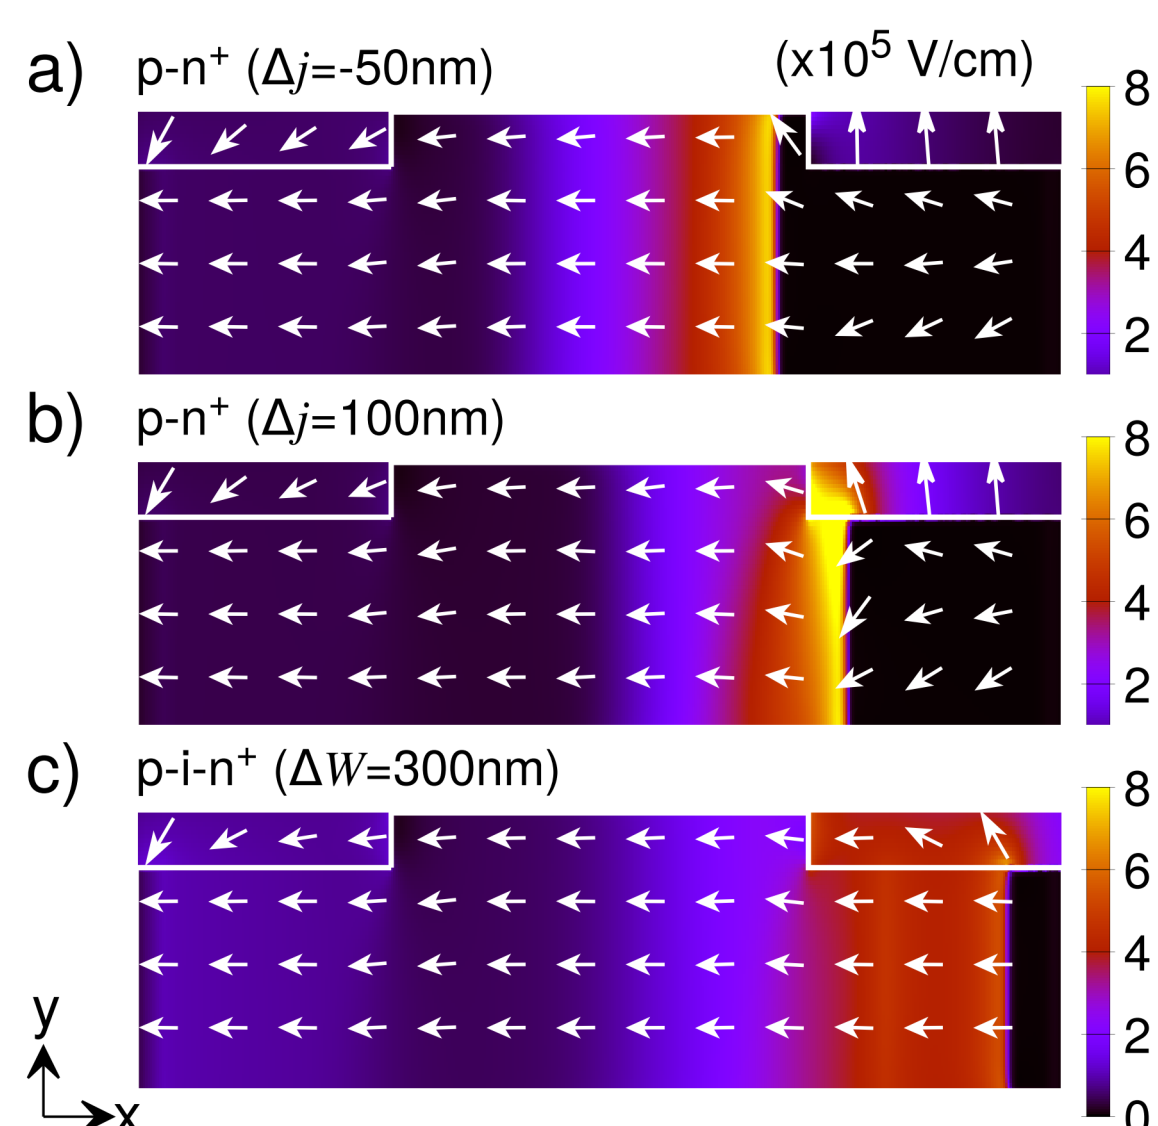 a) p-n⁺ (Δj=-50nm) (x10⁵ V/cm)
8
6
4
2
b) p-n⁺ (Δj=100nm)
8
6
4
2
c) p-i-n⁺ (ΔW=300nm)
8
6
4
2
0
y
x